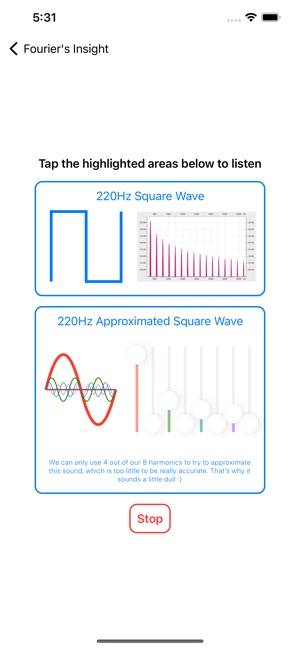 5:31
Fourier's Insight
Tap the highlighted areas below to listen
220Hz Square Wave
220Hz Approximated Square Wave
We can only use 4 out of our 8 harmonics to try to approximate
this sound, which is too little to be really accurate. That's why it
sounds a little dull :)
Stop